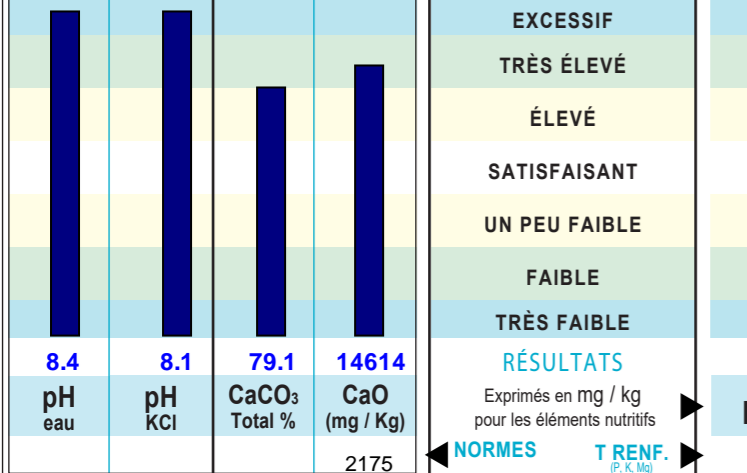 EXCESSIF
TRÈS ÉLEVÉ
ÉLEVÉ
SATISFAISANT
UN PEU FAIBLE
FAIBLE
TRÈS FAIBLE
8.4 8.1 79.1 14614 RÉSULTATS
pH eau
pH KCl
CaCO₃ Total %
CaO (mg / Kg)
Exprimés en mg / kg
pour les éléments nutritifs
2175 NORMES T RENF.
(P, K, Mg)